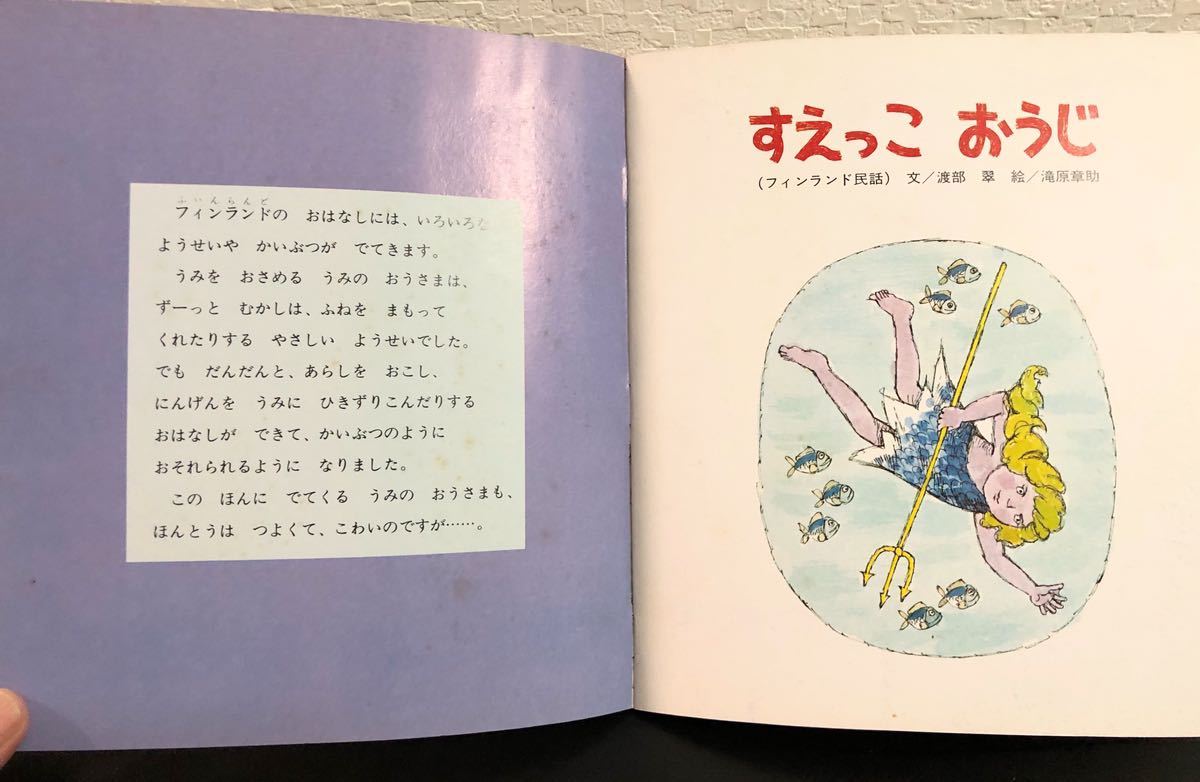 ふぃんらんど
フィンランドの　おはなしには、いろいろな
ようせいや　かいぶつが　でてきます。
うみを　おさめる　うみの　おうさまは、
ずーっと　むかしは、ふねを　まもって
くれたりする　やさしい　ようせいでした。
でも　だんだんと、あらしを　おこし、
にんげんを　うみに　ひきずりこんだりする
おはなしが　できて、かいぶつのように
おそれられるように　なりました。
この　ほんに　でてくる　うみの　おうさまも、
ほんとうは　つよくて、こわいのですが……。
すえっこ　おうじ
（フィンランド民話）　文／渡部　翠　絵／滝原章助